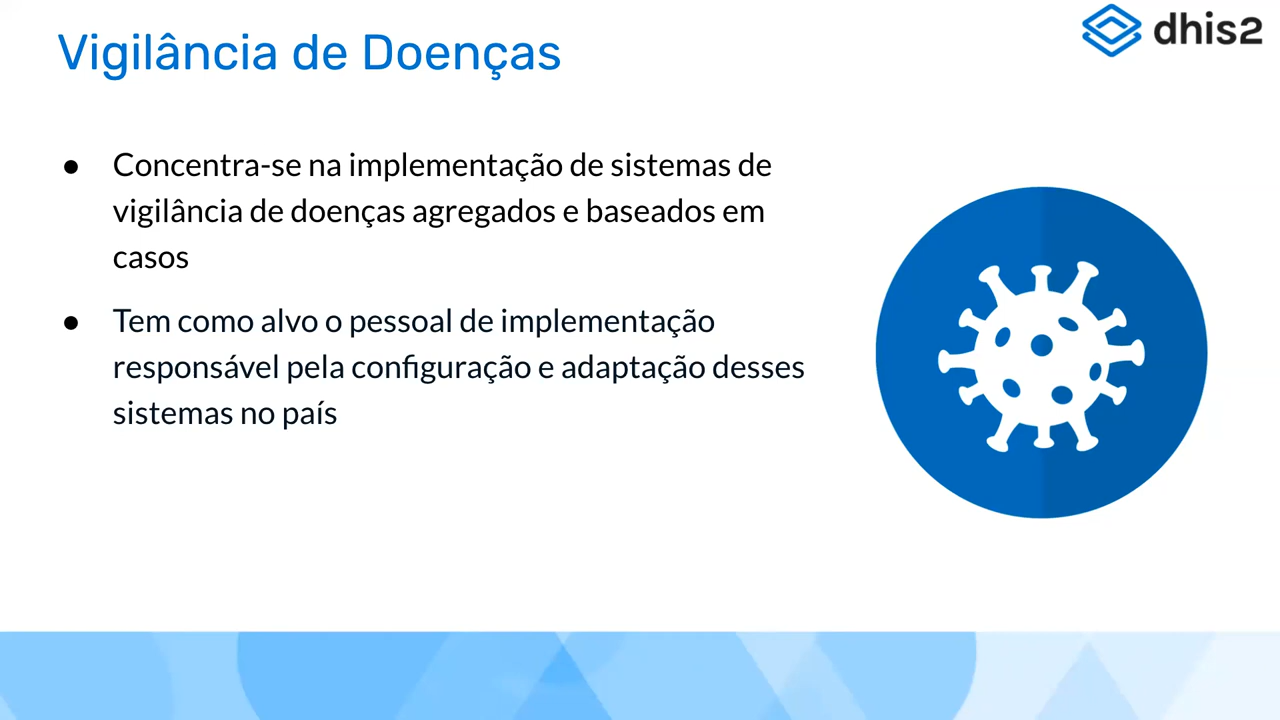 Vigilância de Doenças
dhis2
● Concentra-se na implementação de sistemas de
vigilância de doenças agregados e baseados em
casos
● Tem como alvo o pessoal de implementação
responsável pela configuração e adaptação desses
sistemas no país